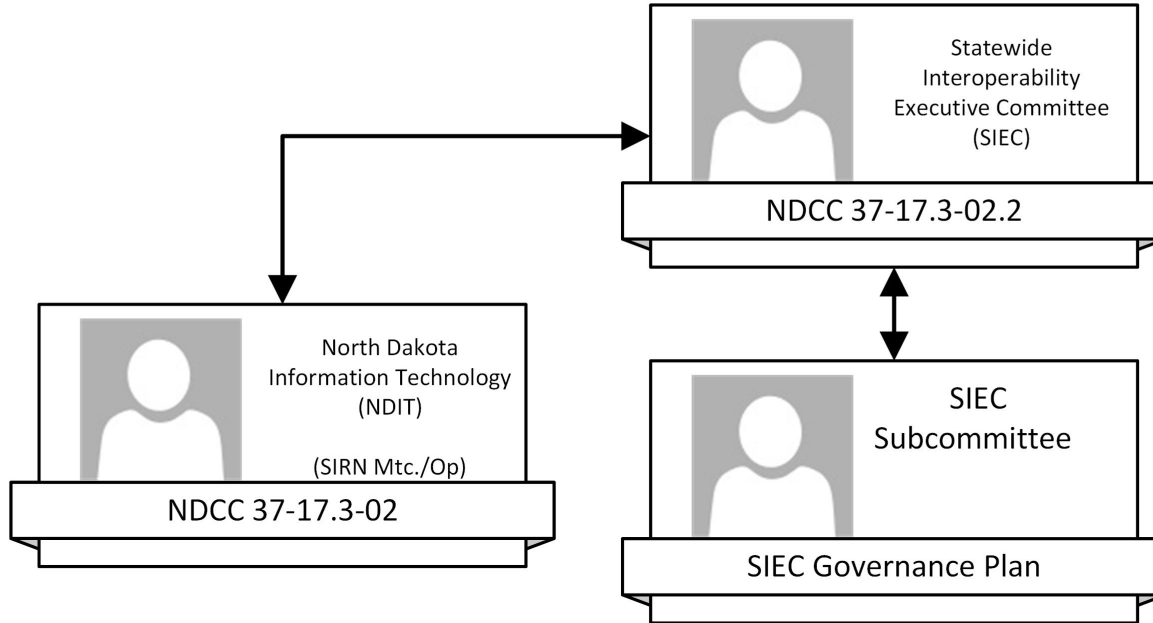 Statewide
Interoperability
Executive Committee
(SIEC)
NDCC 37-17.3-02.2
North Dakota
Information Technology
(NDIT)
(SIRN Mtc./Op)
NDCC 37-17.3-02
SIEC
Subcommittee
SIEC Governance Plan